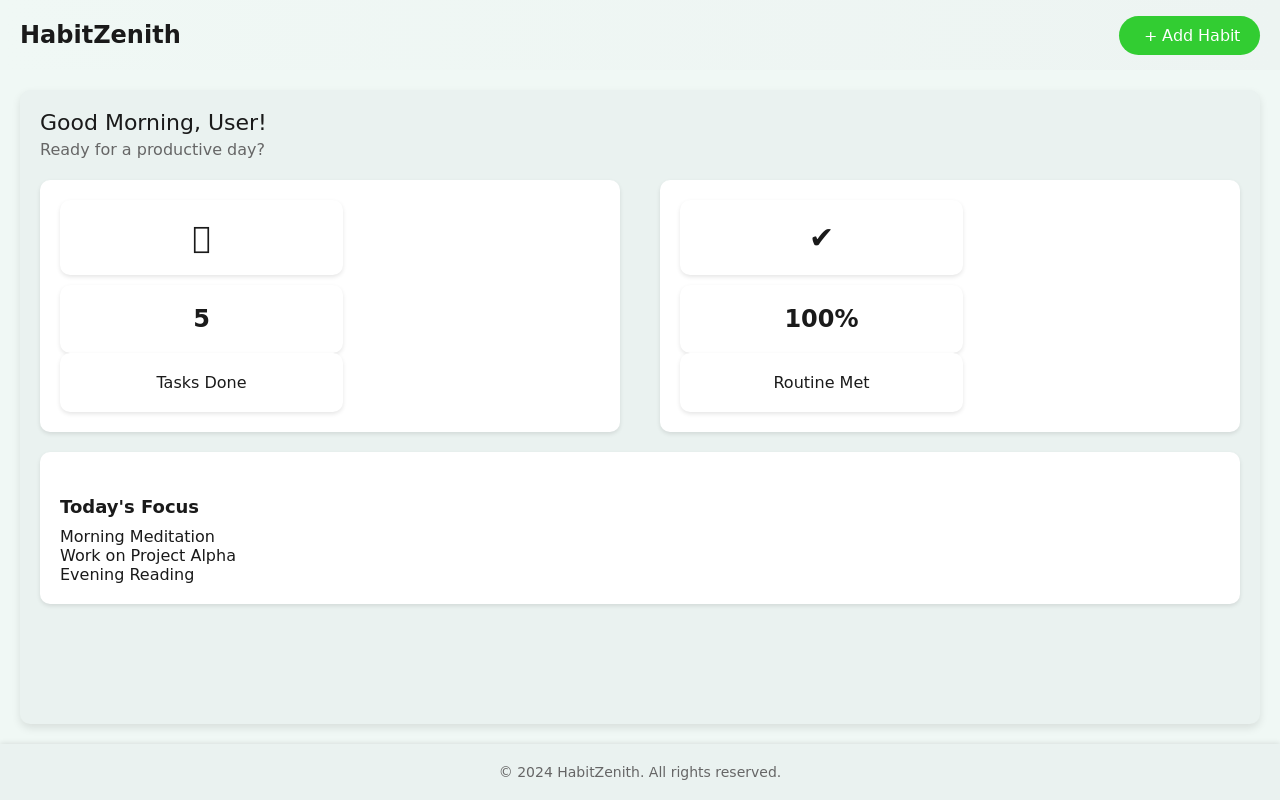 HabitZenith
+ Add Habit
Good Morning, User!
Ready for a productive day?
✔
5
100%
Tasks Done
Routine Met
Today's Focus
Morning Meditation
Work on Project Alpha
Evening Reading
© 2024 HabitZenith. All rights reserved.